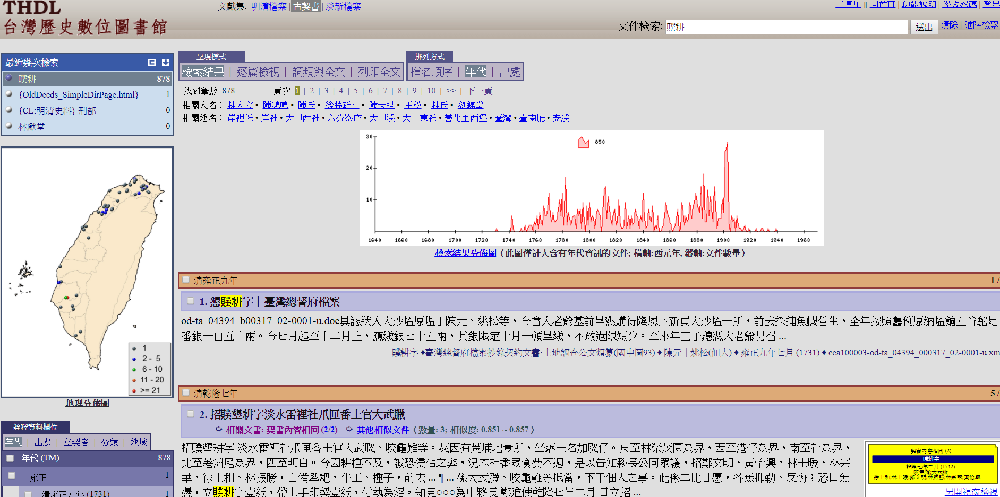 THDL
台灣歷史數位圖書館
文獻集: 明清檔案 | 古契書 | 淡新檔案
工具集 || 回首頁 | 功能說明 | 修改密碼 | 登出
文件檢索: 贌耕 送出 清除 | 進階檢索
最近幾次檢索
贌耕 878
{OldDeeds_SimpleDirPage.html} 1
{CL:明清史料} 刑部 0
林獻堂 0
1
2 - 5
6 - 10
11 - 20
>= 21
地理分佈圖
詮釋資料欄位
年代 | 出處 | 立契者 | 分類 | 地域
年代 (TM) 878
雍正 1
清雍正九年 (1731) 1
呈現模式
檢索結果 | 逐篇檢視 | 詞頻與全文 | 列印全文
排列方式
檔名順序 | 年代 | 出處
找到筆數: 878 頁次: 1 | 2 | 3 | 4 | 5 | 6 | 7 | 8 | 9 | 10 | >> | 下一頁
相關人名： 林人文 • 陳鴻鳴 • 陳氏 • 後藤新平 • 陳天賜 • 王松 • 林氏 • 劉錦堂
相關地名： 岸裡社 • 岸社 • 大甲西社 • 六分寮庄 • 大甲溪 • 大甲東社 • 善化里西堡 • 臺灣 • 臺南廳 • 安溪
850
30
20
10
1640 1660 1680 1700 1720 1740 1760 1780 1800 1820 1840 1860 1880 1900 1920 1940 1960
檢索結果分佈圖 ( 此圖僅計入含有年代資訊的文件; 橫軸:西元年, 縱軸:文件數量 )
清雍正九年 1 /
1. 懇贌耕字 | 臺灣總督府檔案
od-ta_04394_b00317_02-0001-u.doc具認狀人大沙塭原塭丁陳元、姚松等，今當大老爺基前呈懇購得隆恩庄新買大沙塭一所，前去採捕魚蝦營生，全年按照舊例原納塭餉五谷駝足
番銀一百五十兩。今七月起至十二月止，應繳銀七十五兩，其銀限定十月一頓呈繳，不敢過限短少。至來年壬子聽憑大老爺另召 ...
贌耕字 ♦臺灣總督府檔案抄錄契約文書‧土地調查公文類纂(國中圖93) ♦ 陳元｜姚松(佃人) ♦ 雍正九年七月 (1731) ♦ cca100003-od-ta_04394_000317_02-0001-u.xm
清乾隆七年 5 /
2. 招贌墾耕字淡水雷裡社爪匣番土官大武臘
相關文書: 契書內容相同 (2/2) 其他相似文件 ( 數量: 3; 相似度: 0.851 ~ 0.857 )
招贌墾耕字 淡水雷裡社爪匣番土官大武臘、咬龜難等。茲因有荒埔地壹所，坐落土名加臘仔。東至林榮茂園為界，西至港仔為界，南至社為界，
北至荖洲尾為界，四至明白。今因耕種不及，誠恐侵佔之弊，況本社番眾食費不週，是以告知夥長公同眾議，招鄭文明、黃怡興、林士暖、林宗
華、徐士和、林振勝，自備犁耙、牛工、種子，前去 ... ¶ ... 係大武臘、咬龜難等抵當，不干佃人之事。此係二比甘愿，各無抑勒、反悔；恐口無
憑，立贌耕字壹紙，帶上手印契壹紙，付執為炤。知見○○○為中夥長 鄭進使乾隆七年二月 日立招 ...
契書內容相同 (2)
贌耕字
乾隆七年二月 (1742)
咬龜難;大武臘
徐士和;林士暖;鄭文明;林振勝;林宗華;黃怡興
另開視窗檢視